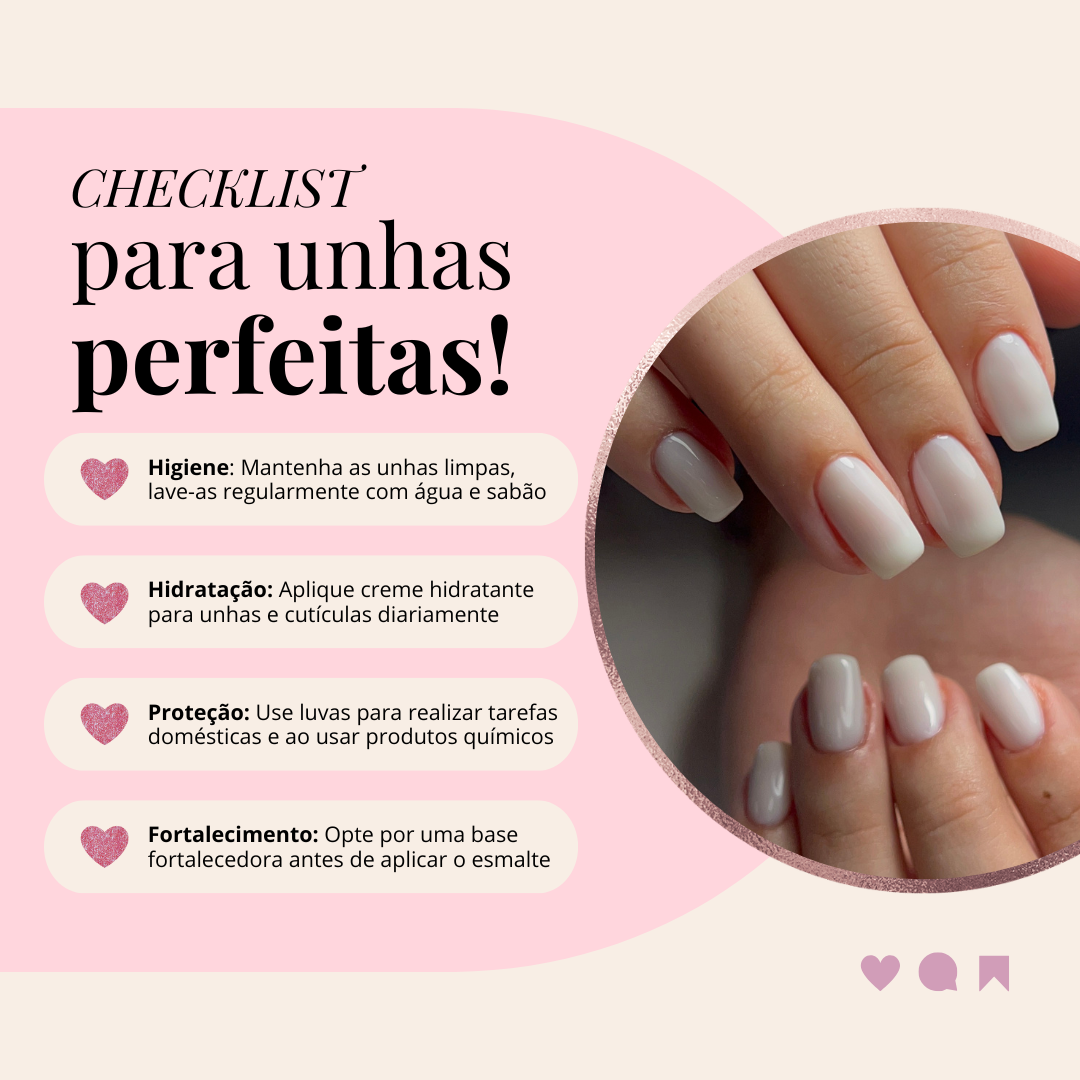 CHECKLIST
para unhas
perfeitas!
Higiene: Mantenha as unhas limpas,
lave-as regularmente com água e sabão
Hidratação: Aplique creme hidratante
para unhas e cutículas diariamente
Proteção: Use luvas para realizar tarefas
domésticas e ao usar produtos químicos
Fortalecimento: Opte por uma base
fortalecedora antes de aplicar o esmalte